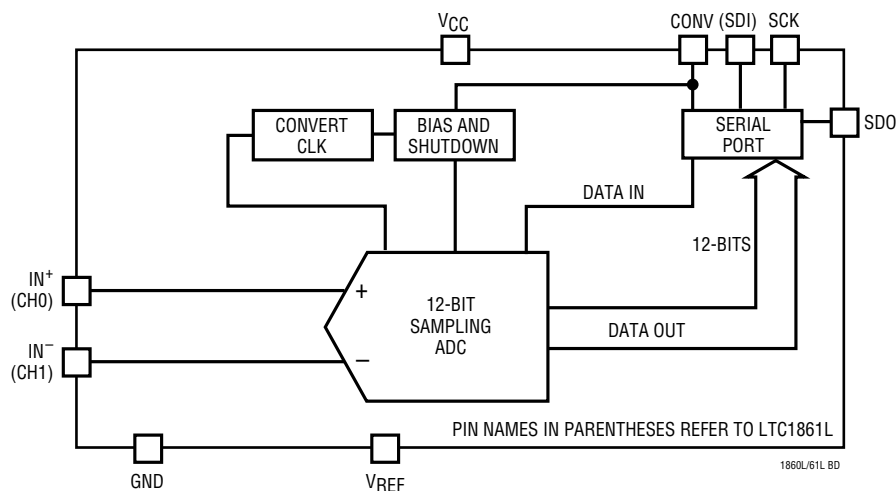 VCC
CONV (SDI) SCK
CONVERT
CLK
BIAS AND
SHUTDOWN
SERIAL
PORT
SDO
DATA IN
12-BITS
IN+
(CH0)
+
12-BIT
SAMPLING
ADC
DATA OUT
IN−
(CH1)
−
PIN NAMES IN PARENTHESES REFER TO LTC1861L
GND
VREF
1860L/61L BD